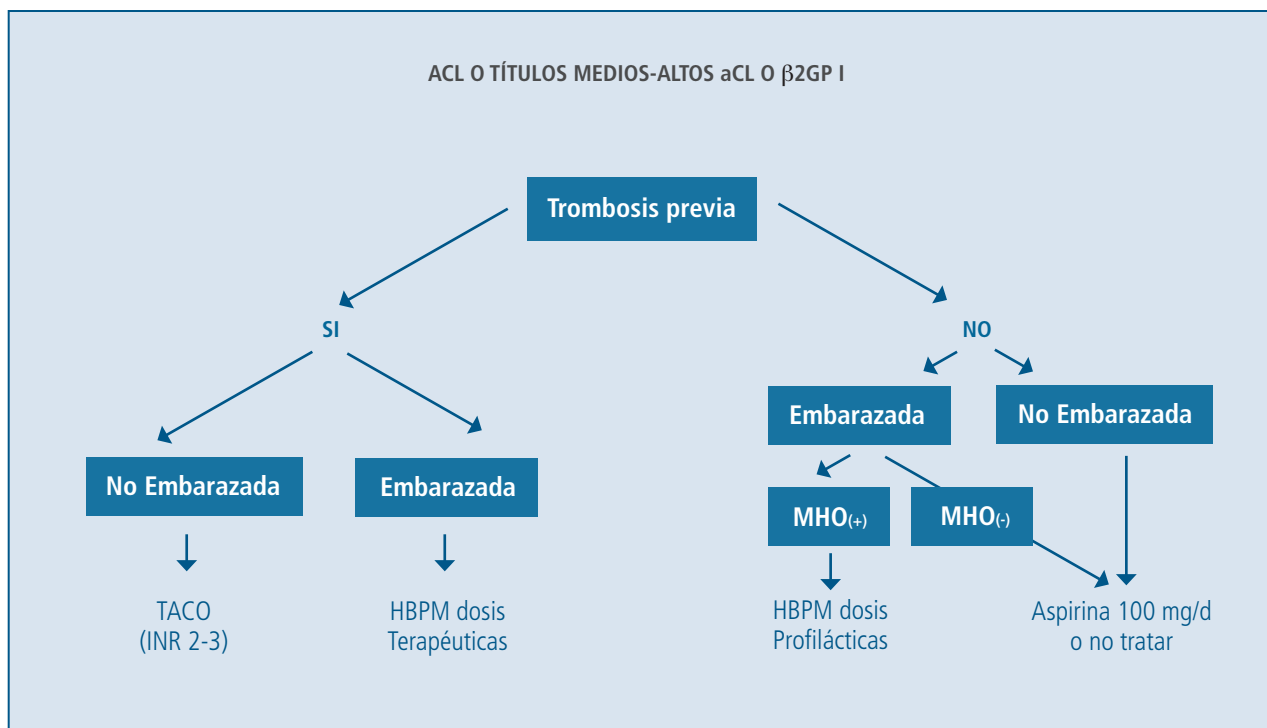 ACL O TÍTULOS MEDIOS-ALTOS aCL O β2GP I
Trombosis previa
SI
NO
Embarazada
No Embarazada
No Embarazada
Embarazada
MHO(+)
MHO(-)
TACO
(INR 2-3)
HBPM dosis
Terapéuticas
HBPM dosis
Profilácticas
Aspirina 100 mg/d
o no tratar